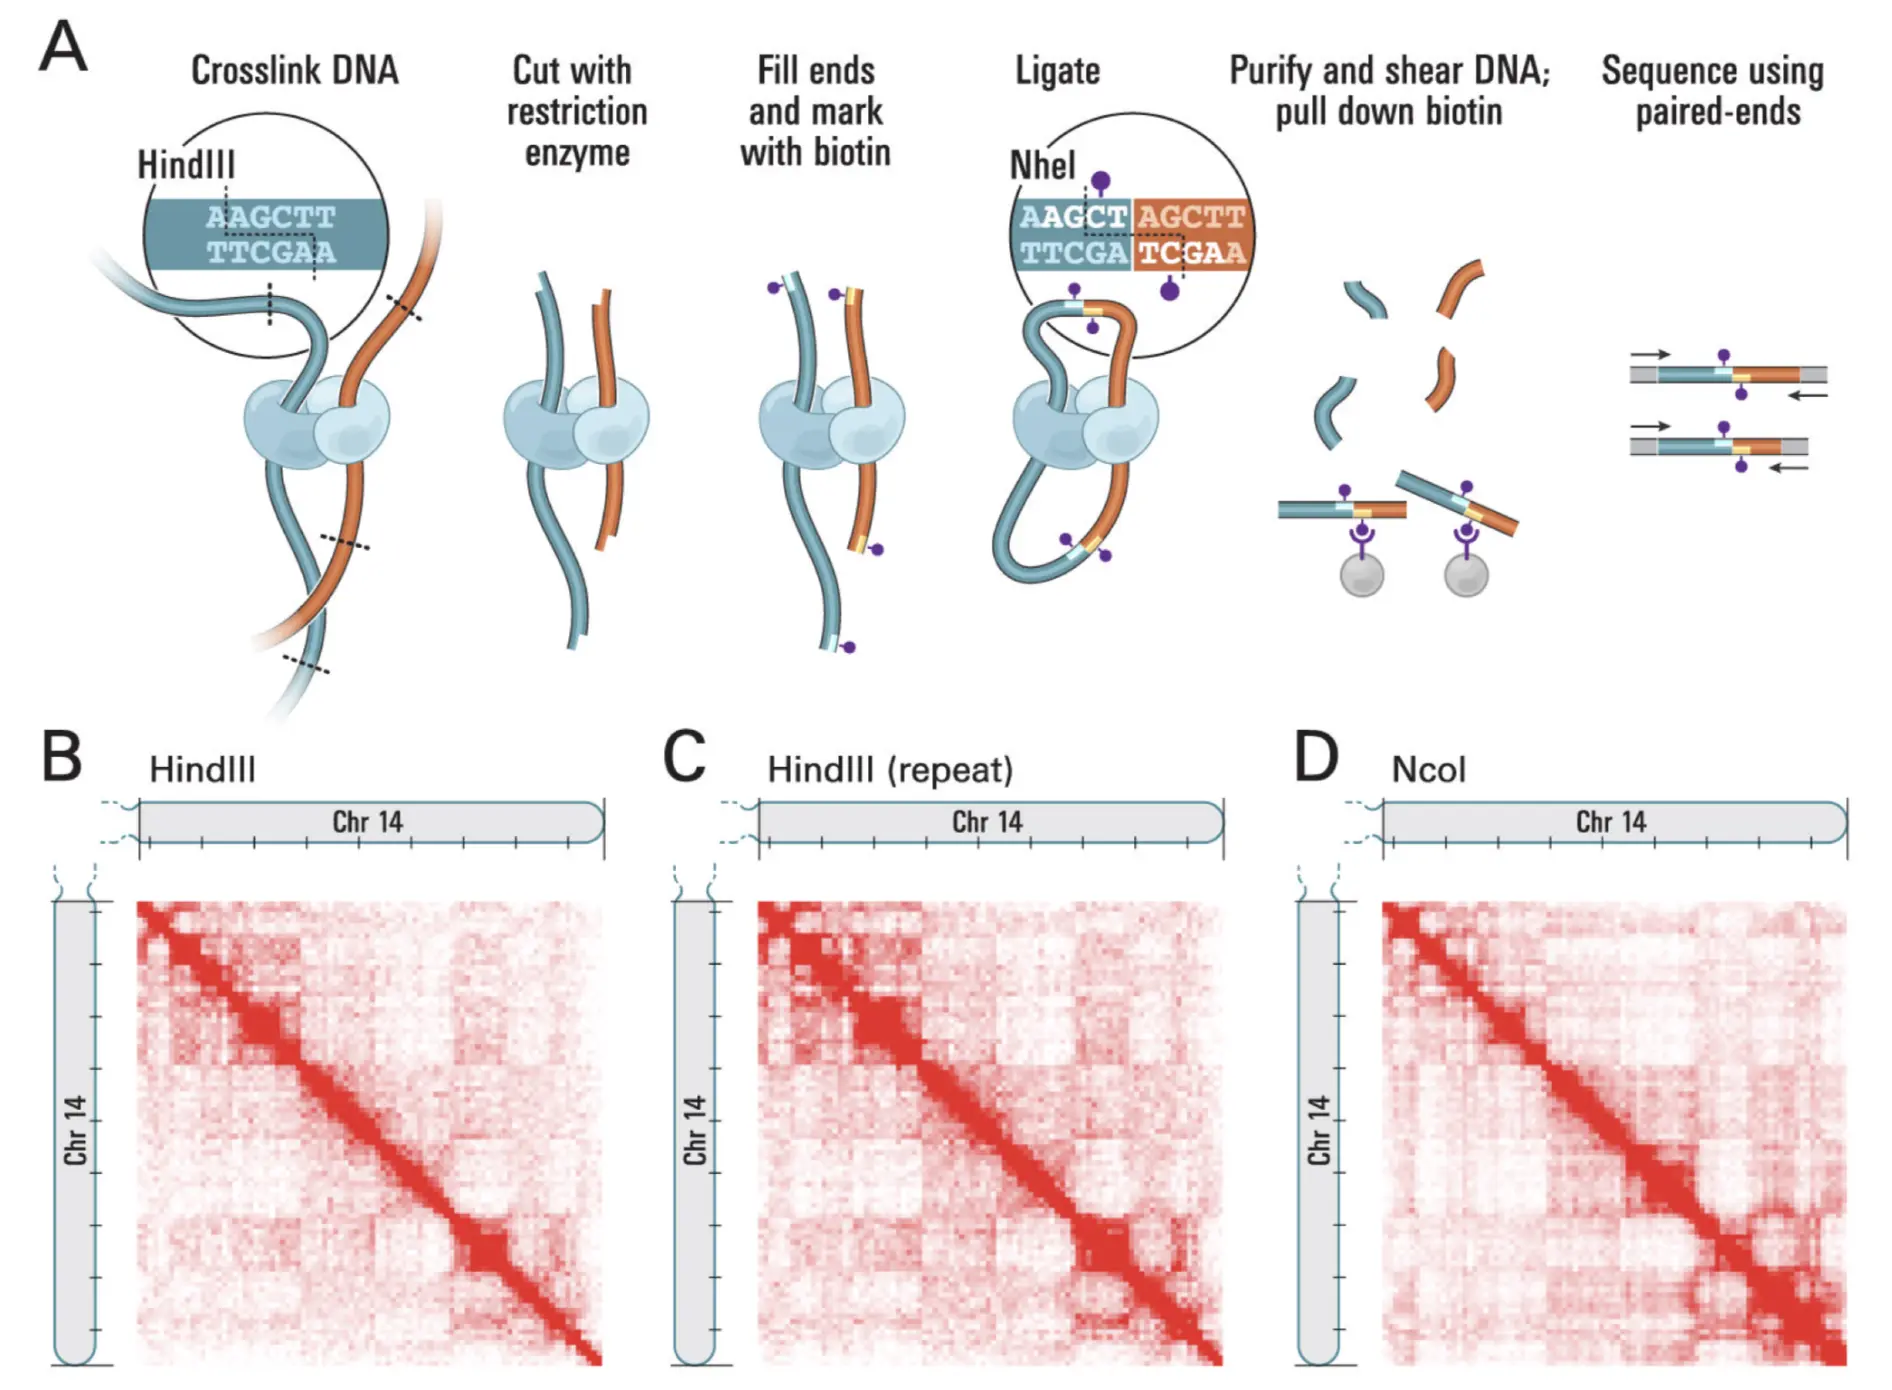 A
Crosslink DNA
Cut with
restriction
enzyme
Fill ends
and mark
with biotin
Ligate
Purify and shear DNA;
pull down biotin
Sequence using
paired-ends
HindIII
AAGCTT
TTCGAA
NheI
AAGCT AGCTT
TTCGA TCGAA
B
HindIII
Chr 14
Chr 14
C
HindIII (repeat)
Chr 14
Chr 14
D
NcoI
Chr 14
Chr 14